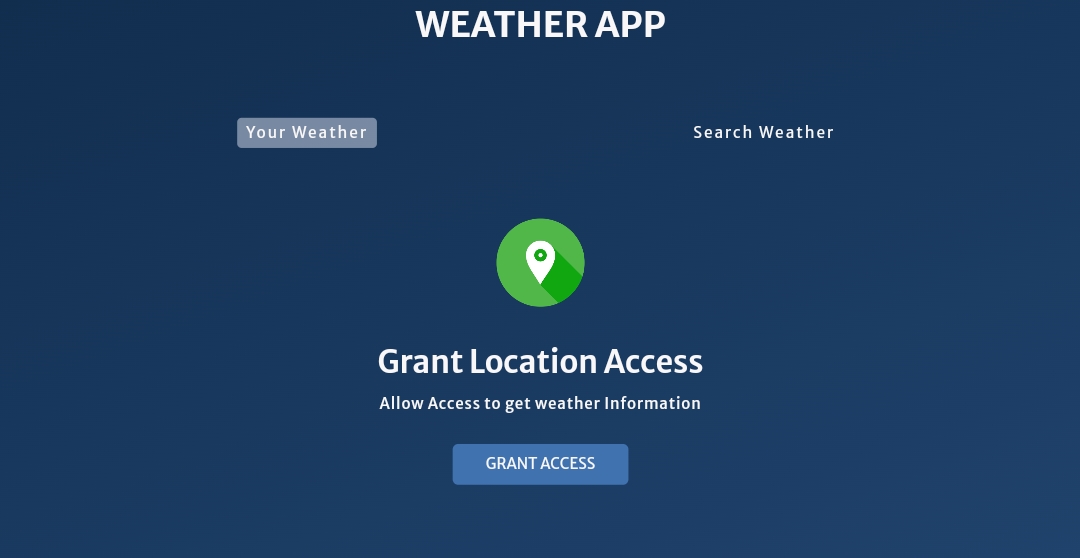 WEATHER APP
Your Weather
Search Weather
Grant Location Access
Allow Access to get weather Information
GRANT ACCESS